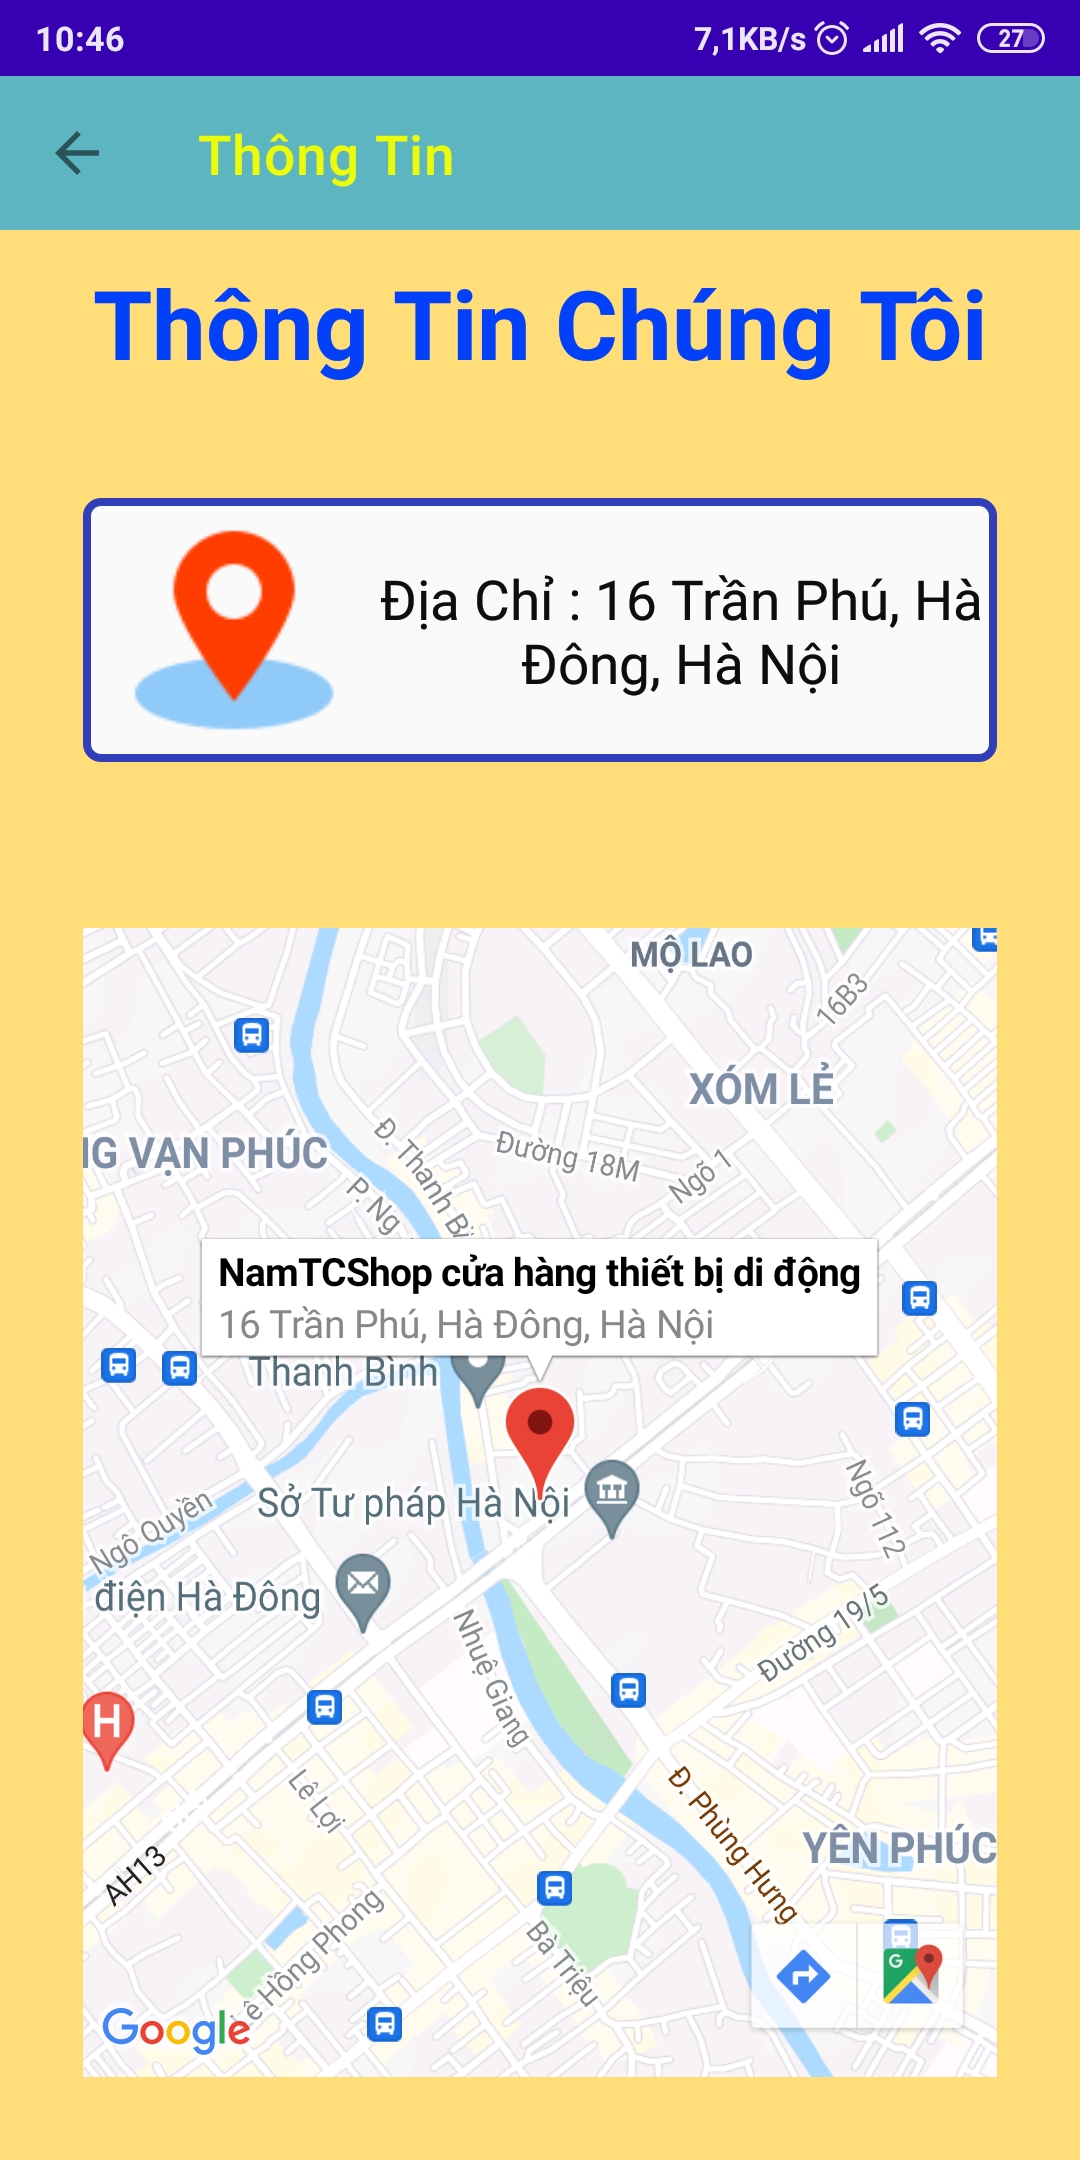 10:46
7,1KB/s
27
Thông Tin
Thông Tin Chúng Tôi
Địa Chỉ : 16 Trần Phú, Hà
Đông, Hà Nội
MỘ LAO
16B3
XÓM LẺ
Đường 18M
Ngõ 1
Đ. Thanh Bì
P. Ng
IG VẠN PHÚC
NamTCShop cửa hàng thiết bị di động
16 Trần Phú, Hà Đông, Hà Nội
Thanh Bình
Ngô Quyền
Sở Tư pháp Hà Nội
Ngõ 112
điện Hà Đông
Đường 19/5
Nhuệ Giang
H
Lê Lợi
Đ. Phùng Hưng
YÊN PHÚC
AH13
Lê Hồng Phong
Bà Triệu
G
Google